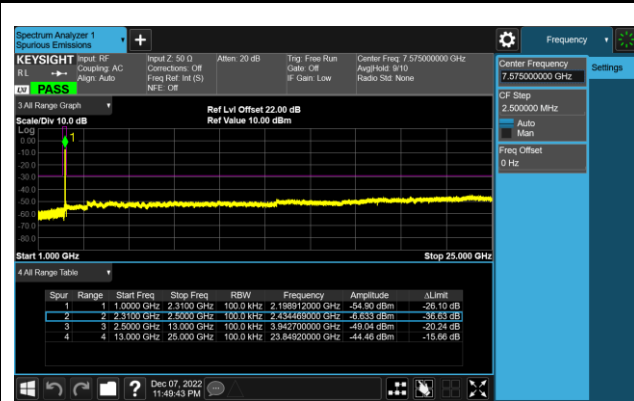 Spectrum Analyzer 1
Spurious Emissions
Frequency
KEYSIGHT
RL
LXI
PASS
Input: RF
Coupling: AC
Align: Auto
Input Z: 50 Ω
Corrections: Off
Freq Ref: Int (S)
NFE: Off
Atten: 20 dB
Trig: Free Run
Gate: Off
IF Gain: Low
Center Freq: 7.575000000 GHz
Avg|Hold: 9/10
Radio Std: None
Center Frequency
7.575000000 GHz
Settings
CF Step
2.500000 MHz
Auto
Man
Freq Offset
0 Hz
3 All Range Graph
Scale/Div 10.0 dB
Ref Lvl Offset 22.00 dB
Ref Value 10.00 dBm
Log
0.00
-10.0
-20.0
-30.0
-40.0
-50.0
-60.0
-70.0
-80.0
1
Start 1.000 GHz
Stop 25.000 GHz
4 All Range Table
Spur Range Start Freq Stop Freq RBW Frequency Amplitude ΔLimit
1 1 1.0000 GHz 2.3100 GHz 100.0 kHz 2.198912000 GHz -54.90 dBm -26.10 dB
2 2 2.3100 GHz 2.5000 GHz 100.0 kHz 2.434469000 GHz -6.633 dBm -36.63 dB
3 3 2.5000 GHz 13.000 GHz 100.0 kHz 3.942700000 GHz -49.04 dBm -20.24 dB
4 4 13.000 GHz 25.000 GHz 100.0 kHz 23.84920000 GHz -44.46 dBm -15.66 dB
?
Dec 07, 2022
11:49:43 PM